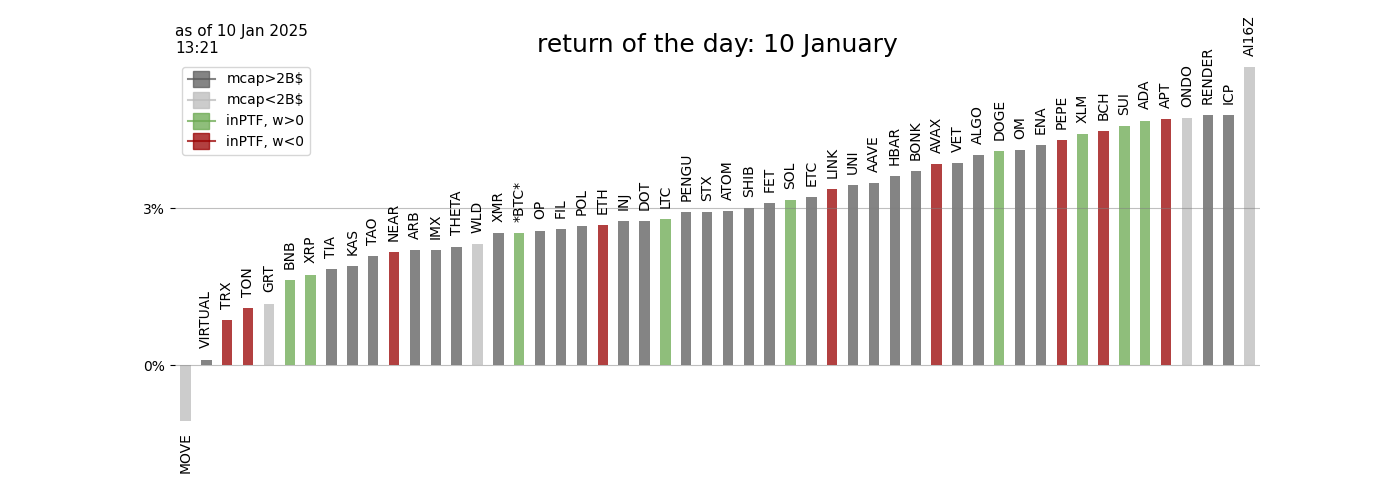 as of 10 Jan 2025
13:21
return of the day: 10 January
mcap>2B$
mcap<2B$
inPTF, w>0
inPTF, w<0
3%
0%
MOVE
VIRTUAL
TRX
TON
GRT
BNB
XRP
TIA
KAS
TAO
NEAR
ARB
IMX
THETA
WLD
XMR
*BTC*
OP
FIL
POL
ETH
INJ
DOT
LTC
PENGU
STX
ATOM
SHIB
FET
SOL
ETC
LINK
UNI
AAVE
HBAR
BONK
AVAX
VET
ALGO
DOGE
OM
ENA
PEPE
XLM
BCH
SUI
ADA
APT
ONDO
RENDER
ICP
AI16Z